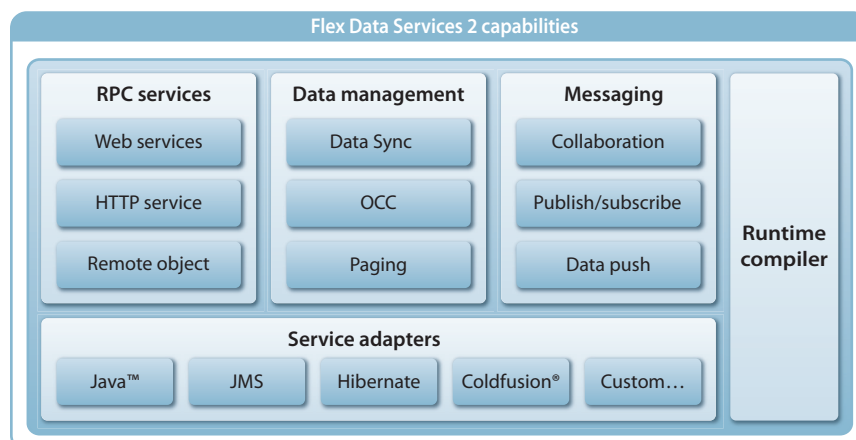 Flex Data Services 2 capabilities
RPC services
Web services
HTTP service
Remote object
Data management
Data Sync
OCC
Paging
Messaging
Collaboration
Publish/subscribe
Data push
Runtime
compiler
Service adapters
Java™
JMS
Hibernate
Coldfusion®
Custom…